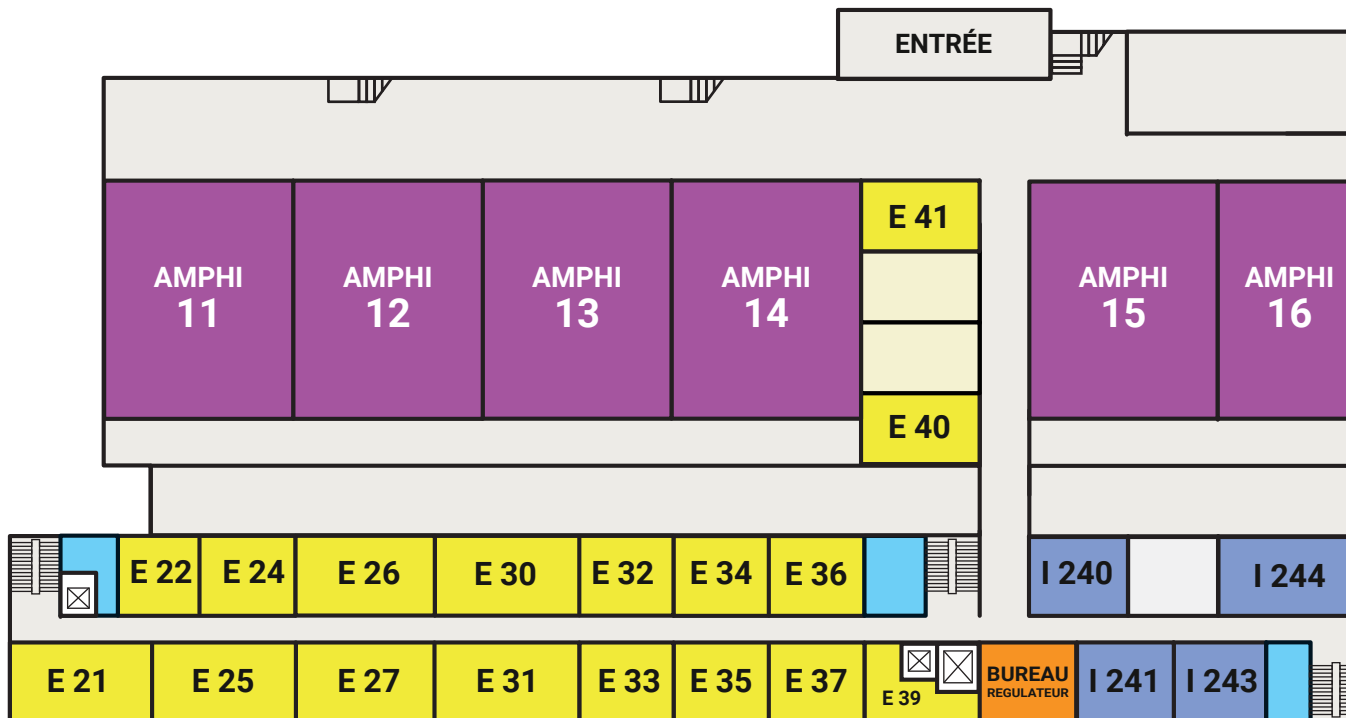 ENTRÉE
AMPHI
11
AMPHI
12
AMPHI
13
AMPHI
14
E 41
E 40
AMPHI
15
AMPHI
16
E 22
E 24
E 26
E 30
E 32
E 34
E 36
I 240
I 244
E 21
E 25
E 27
E 31
E 33
E 35
E 37
E 39
BUREAU
REGULATEUR
I 241
I 243